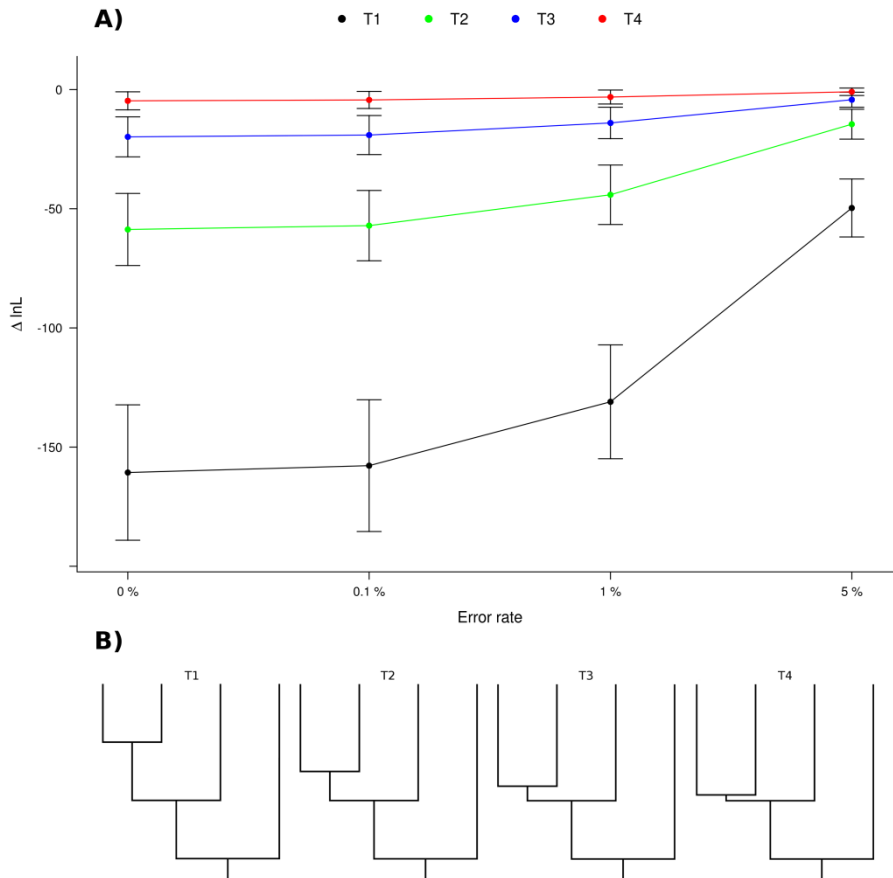 A)
T1 T2 T3 T4
0
-50
-100
-150
Δ lnL
0 % 0.1 % 1 % 5 %
Error rate
B)
T1 T2 T3 T4